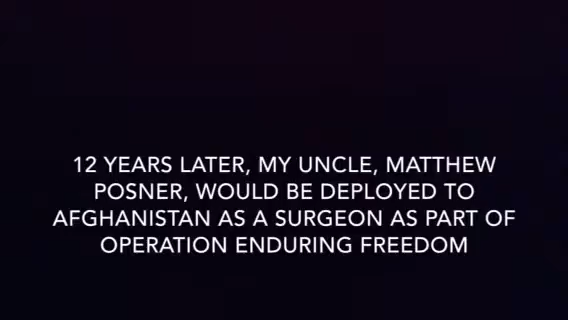 12 YEARS LATER, MY UNCLE, MATTHEW
POSNER, WOULD BE DEPLOYED TO
AFGHANISTAN AS A SURGEON AS PART OF
OPERATION ENDURING FREEDOM